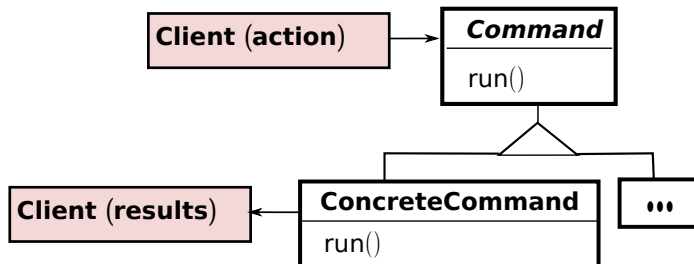 Client (action)
Command
run()
Client (results)
ConcreteCommand
...
run()